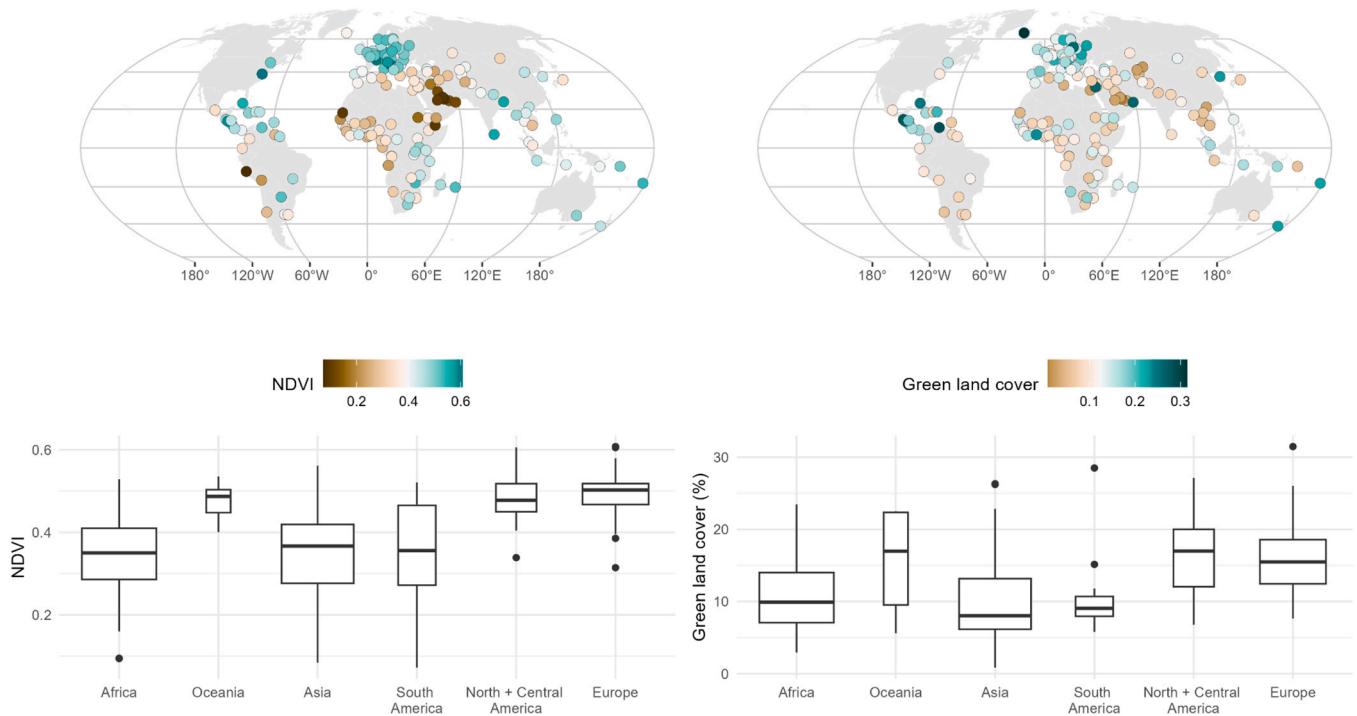 180° 120°W 60°W 0° 60°E 120°E 180°
180° 120°W 60°W 0° 60°E 120°E 180°
NDVI
0.2 0.4 0.6
Green land cover
0.1 0.2 0.3
NDVI
0.6
0.4
0.2
Africa Oceania Asia South America North + Central America Europe
Green land cover (%)
30
20
10
0
Africa Oceania Asia South America North + Central America Europe